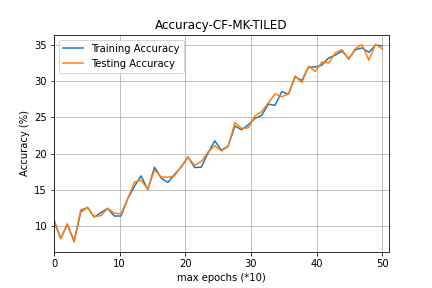 Accuracy-CF-MK-TILED
Training Accuracy
Testing Accuracy
Accuracy (%)
35
30
25
20
15
10
0 10 20 30 40 50
max epochs (*10)